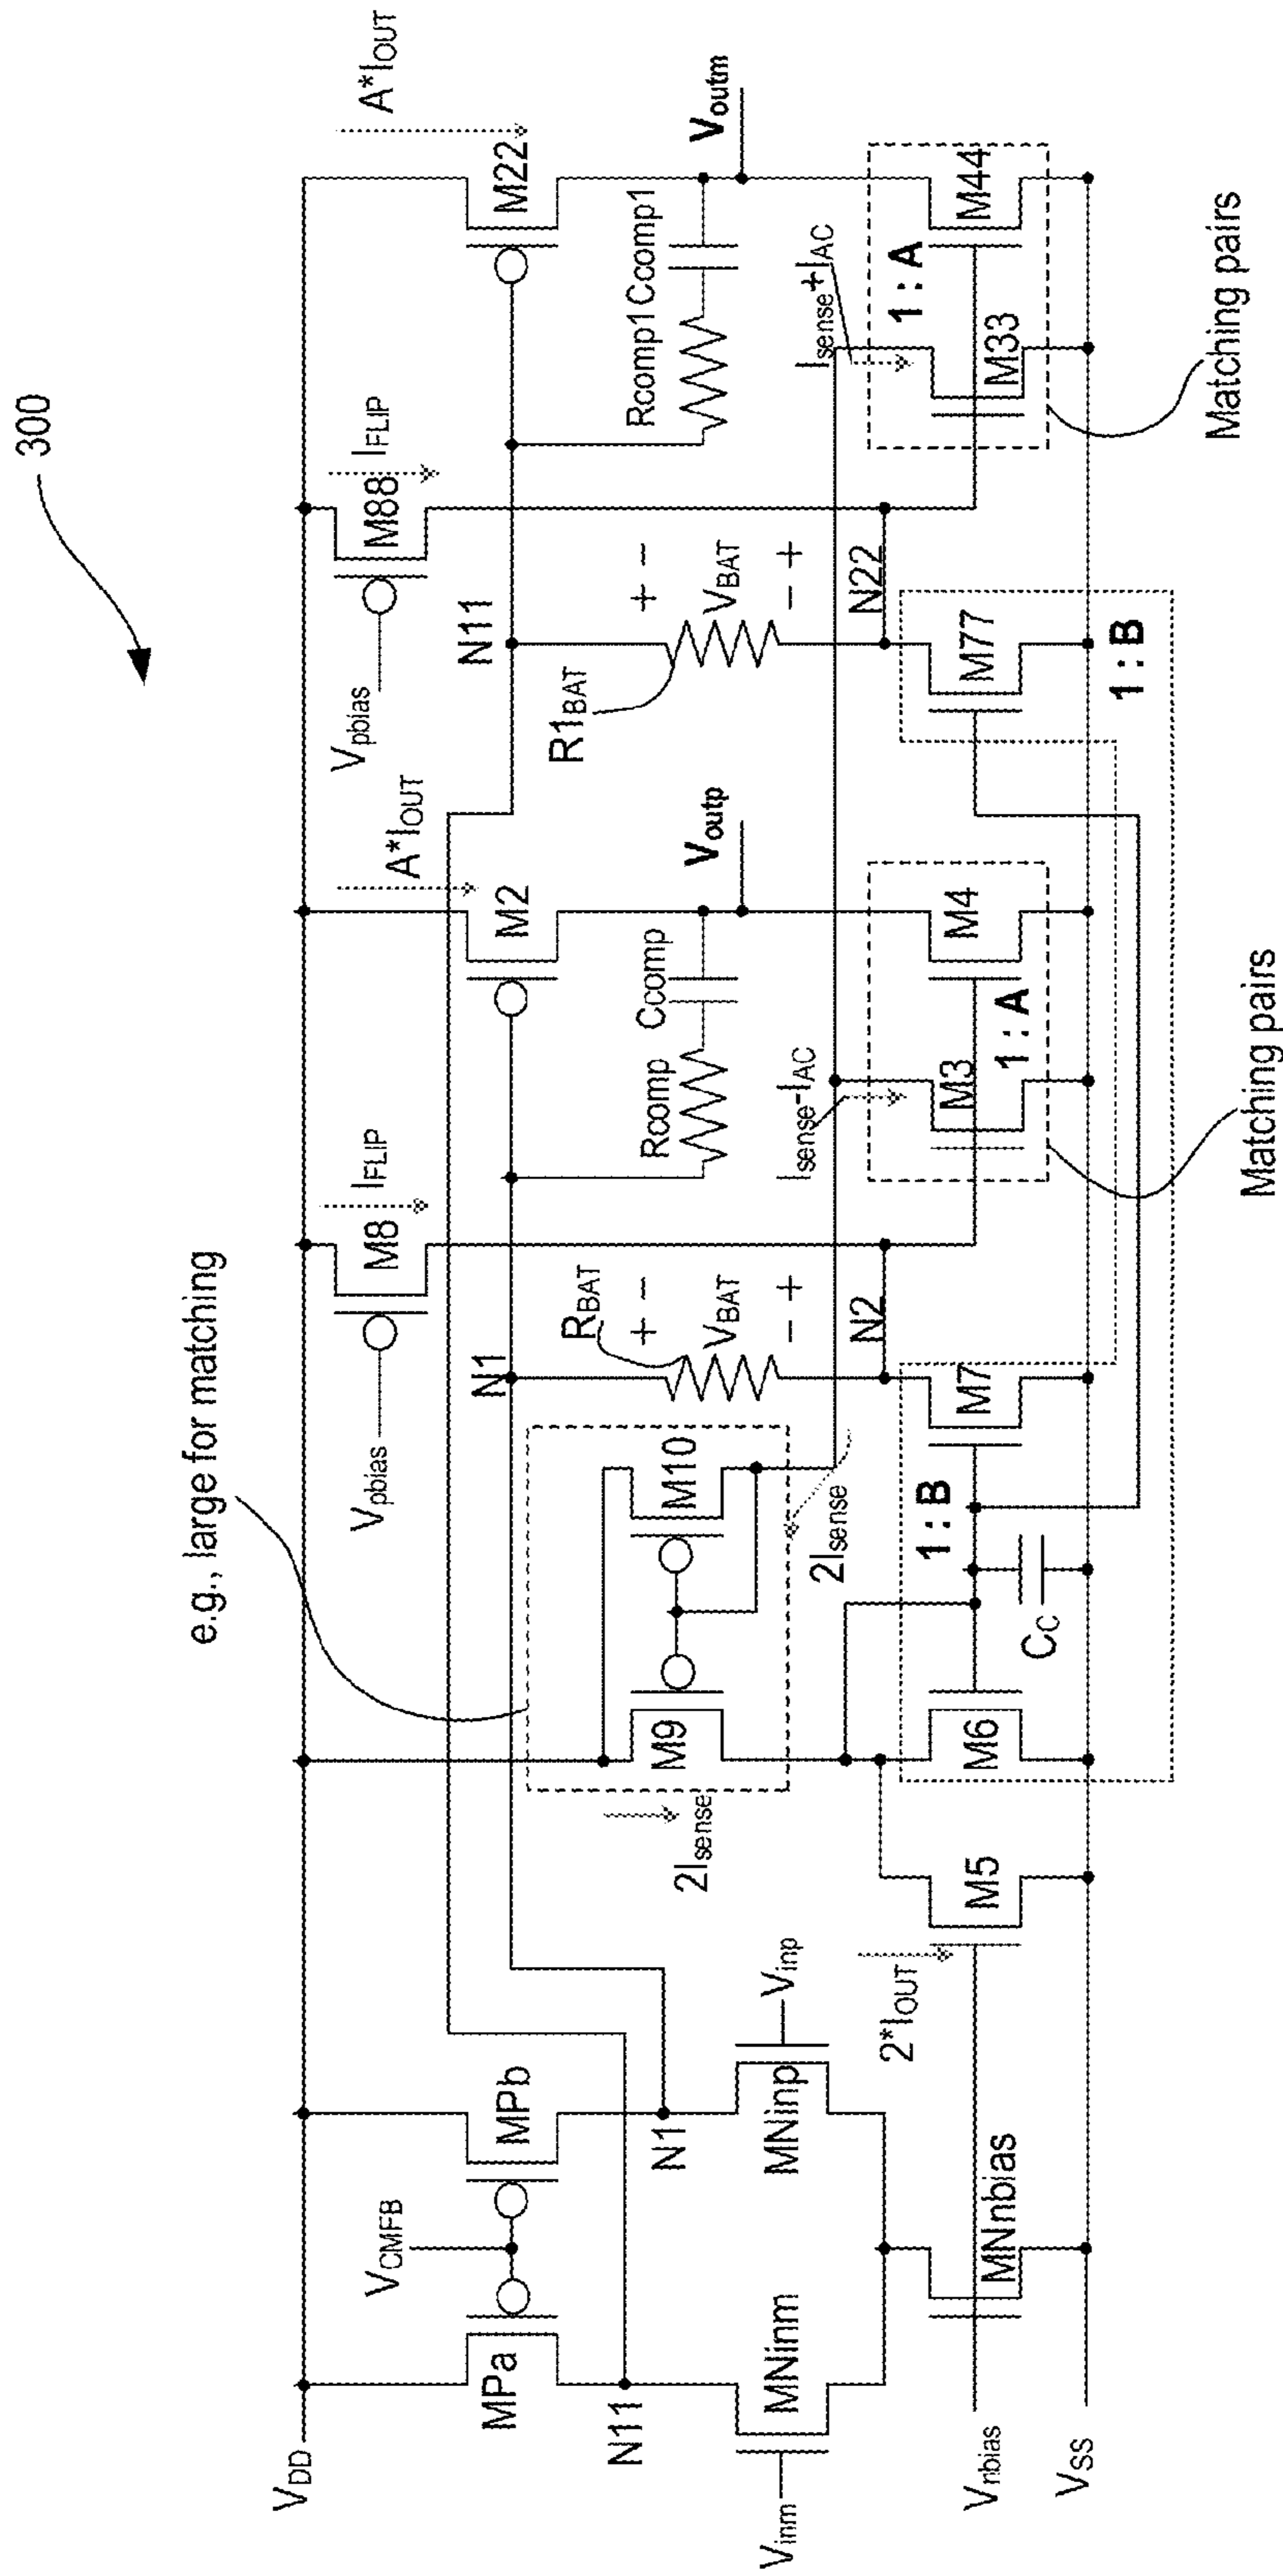 300
e.g., large for matching
VDD
VCMFB
MPa
MPb
N11
N1
Vinm
MNinm
MNinp
Vinp
Vnbias
MNnbias
VSS
2*IOUT
M5
2Isense
M9
M10
2Isense
M6
CC
1 : B
M7
N1
RBAT
+ -
VBAT
- +
N2
Vpbias
M8
IFLIP
Rcomp
Ccomp
A*IOUT
M2
Voutp
Isense-IAC
M3
1 : A
M4
Matching pairs
N11
R1BAT
+ -
VBAT
- +
N22
M77
1 : B
Vpbias
M88
IFLIP
Rcomp1
Ccomp1
A*IOUT
M22
Voutm
Isense+IAC
1 : A
M33
M44
Matching pairs